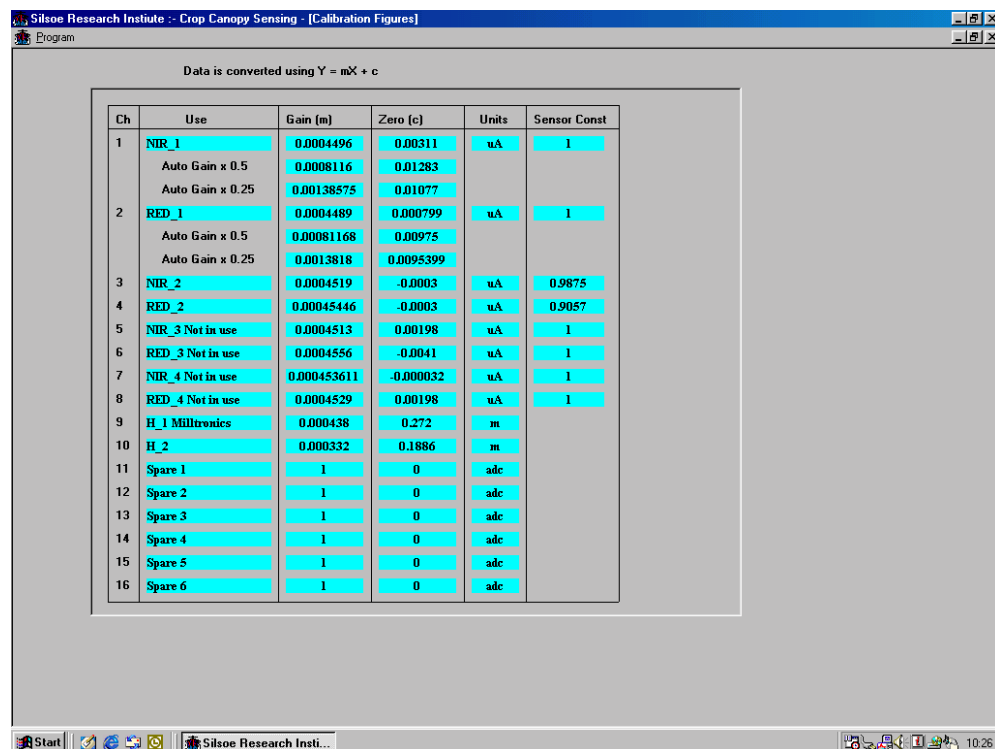 Silsoe Research Instiute :- Crop Canopy Sensing - [Calibration Figures]
Program
Data is converted using Y = mX + c
Ch Use Gain (m) Zero (c) Units Sensor Const
1 NIR_1 0.0004496 0.00311 uA 1
Auto Gain x 0.5 0.0008116 0.01283
Auto Gain x 0.25 0.00138575 0.01077
2 RED_1 0.0004489 0.000799 uA 1
Auto Gain x 0.5 0.00081168 0.00975
Auto Gain x 0.25 0.0013818 0.0095399
3 NIR_2 0.0004519 -0.0003 uA 0.9875
4 RED_2 0.00045446 -0.0003 uA 0.9057
5 NIR_3 Not in use 0.0004513 0.00198 uA 1
6 RED_3 Not in use 0.0004556 -0.0041 uA 1
7 NIR_4 Not in use 0.000453611 -0.000032 uA 1
8 RED_4 Not in use 0.0004529 0.00198 uA 1
9 H_1 Milltronics 0.000438 0.272 m
10 H_2 0.000332 0.1886 m
11 Spare 1 1 0 adc
12 Spare 2 1 0 adc
13 Spare 3 1 0 adc
14 Spare 4 1 0 adc
15 Spare 5 1 0 adc
16 Spare 6 1 0 adc
Start Silsoe Research Insti... 10:26